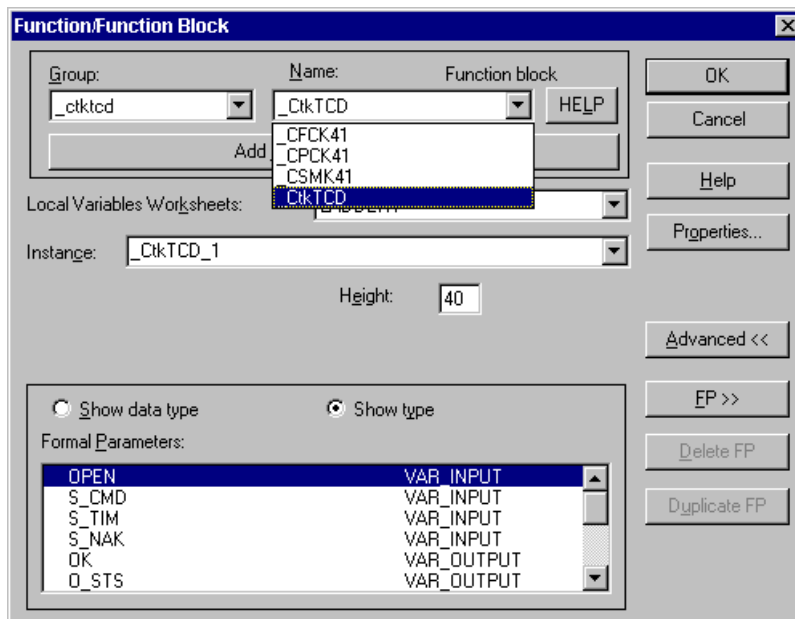 Function/Function Block
Group:
Name:
Function block
_ctktcd
_CtkTCD
HELP
_CFCK41
_CPCK41
_CSMK41
_CtkTCD
Add
Local Variables Worksheets:
Instance:
_CtkTCD_1
Height:
40
OK
Cancel
Help
Properties...
Advanced <<
FP >>
Delete FP
Duplicate FP
Show data type
Show type
Formal Parameters:
OPEN VAR_INPUT
S_CMD VAR_INPUT
S_TIM VAR_INPUT
S_NAK VAR_INPUT
OK VAR_OUTPUT
O_STS VAR_OUTPUT